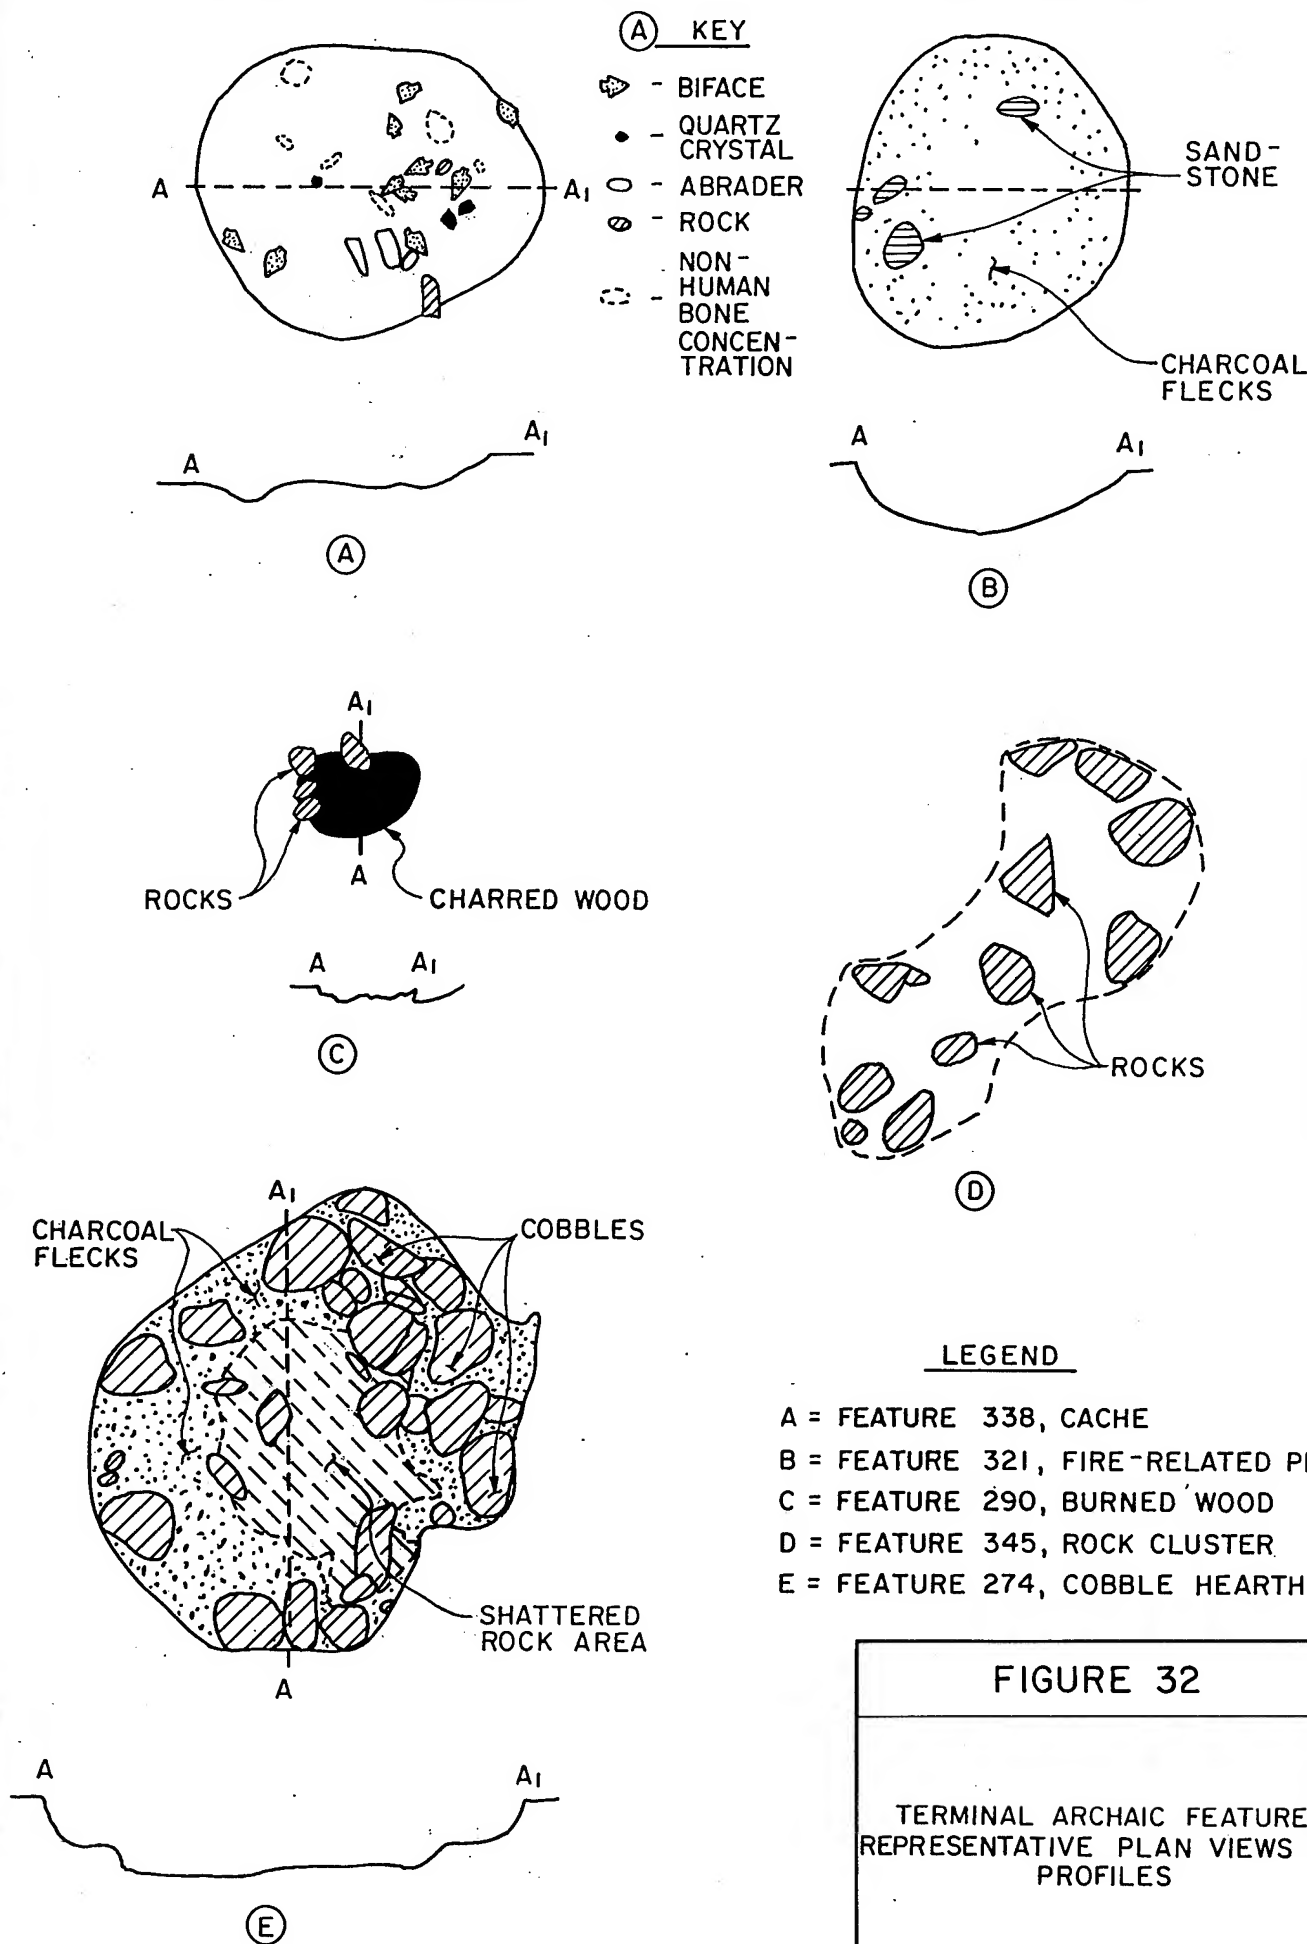 (A) KEY
- BIFACE
- QUARTZ
CRYSTAL
- ABRADER
- ROCK
NON-
- HUMAN
BONE
CONCEN-
TRATION
A
A1
SAND-
STONE
CHARCOAL
FLECKS
A
A1
(A)
A
A1
(B)
A1
A
ROCKS
CHARRED WOOD
A
A1
(C)
ROCKS
(D)
A1
CHARCOAL
FLECKS
COBBLES
SHATTERED
ROCK AREA
A
A
A1
(E)
LEGEND
A = FEATURE 338, CACHE
B = FEATURE 321, FIRE-RELATED
C = FEATURE 290, BURNED WOOD
D = FEATURE 345, ROCK CLUSTER
E = FEATURE 274, COBBLE HEARTH
FIGURE 32
TERMINAL ARCHAIC FEATURE
REPRESENTATIVE PLAN VIEWS
PROFILES